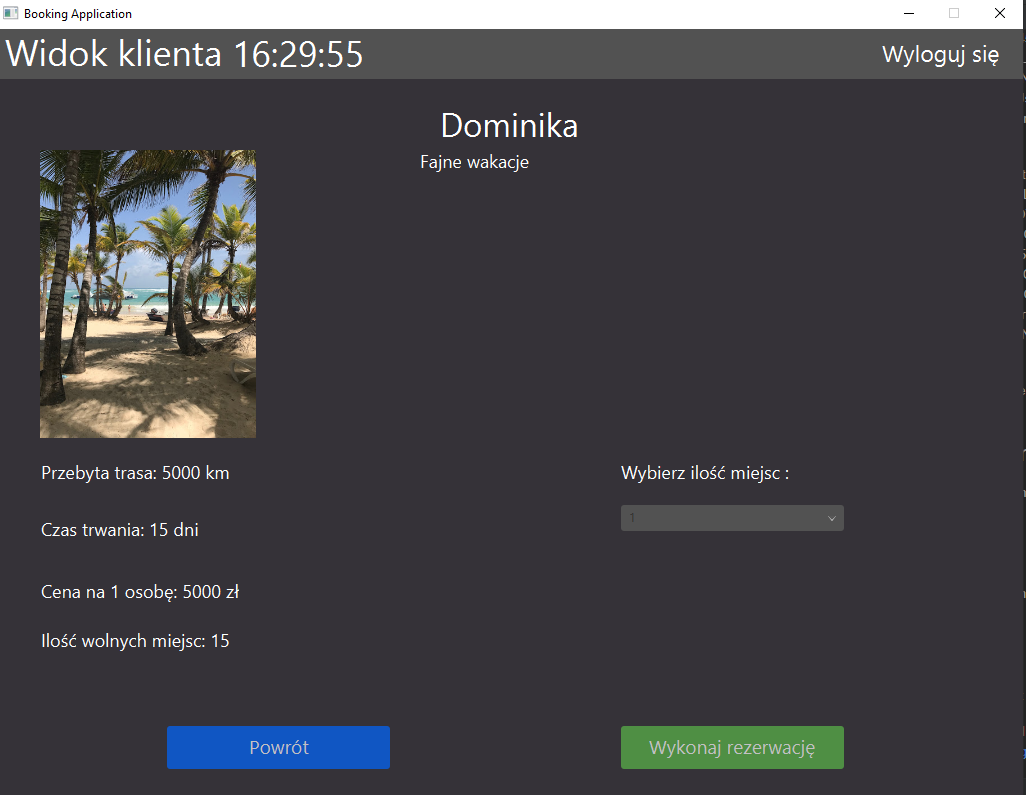 Booking Application
Widok klienta 16:29:55
Wyloguj się
Dominika
Fajne wakacje
Przebyta trasa: 5000 km
Wybierz ilość miejsc :
1
Czas trwania: 15 dni
Cena na 1 osobę: 5000 zł
Ilość wolnych miejsc: 15
Powrót
Wykonaj rezerwację